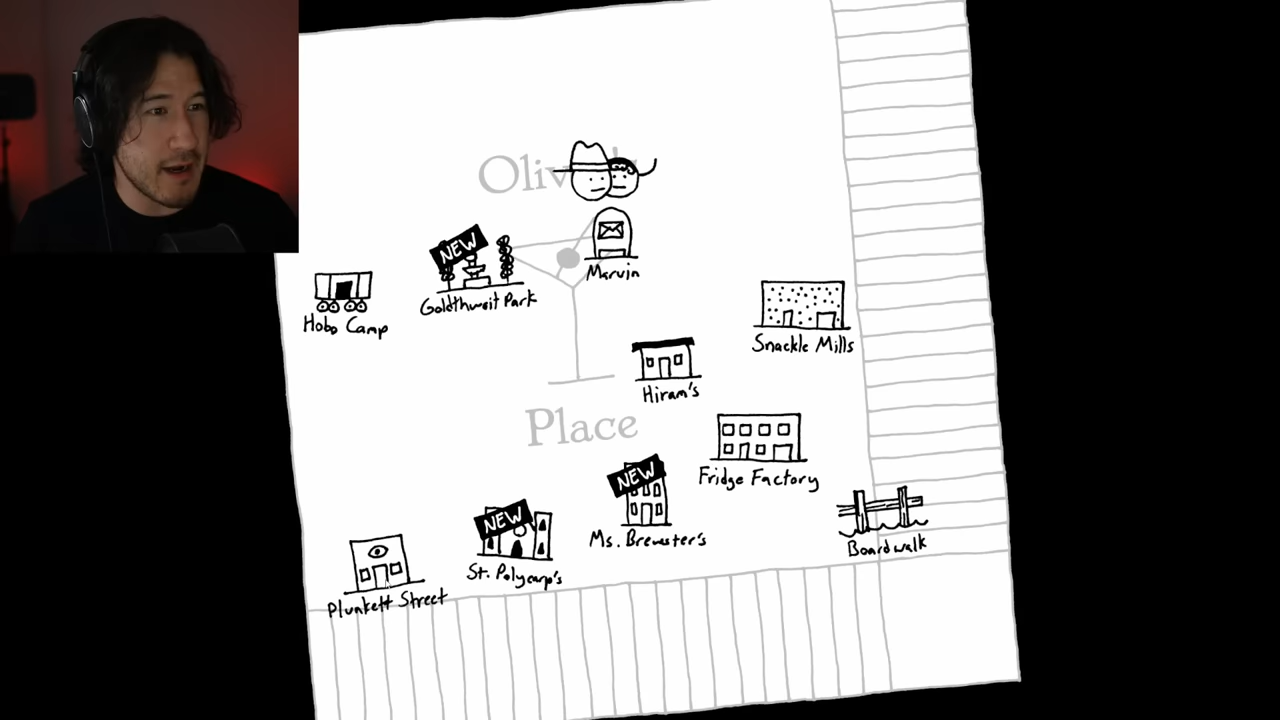 Oliv
NEW
Marvin
Goldthwait Park
Hobo Camp
Snackle Mills
Hiram's
Place
Fridge Factory
NEW
Ms. Brewster's
NEW
St. Polycarp's
Boardwalk
Plunkett Street